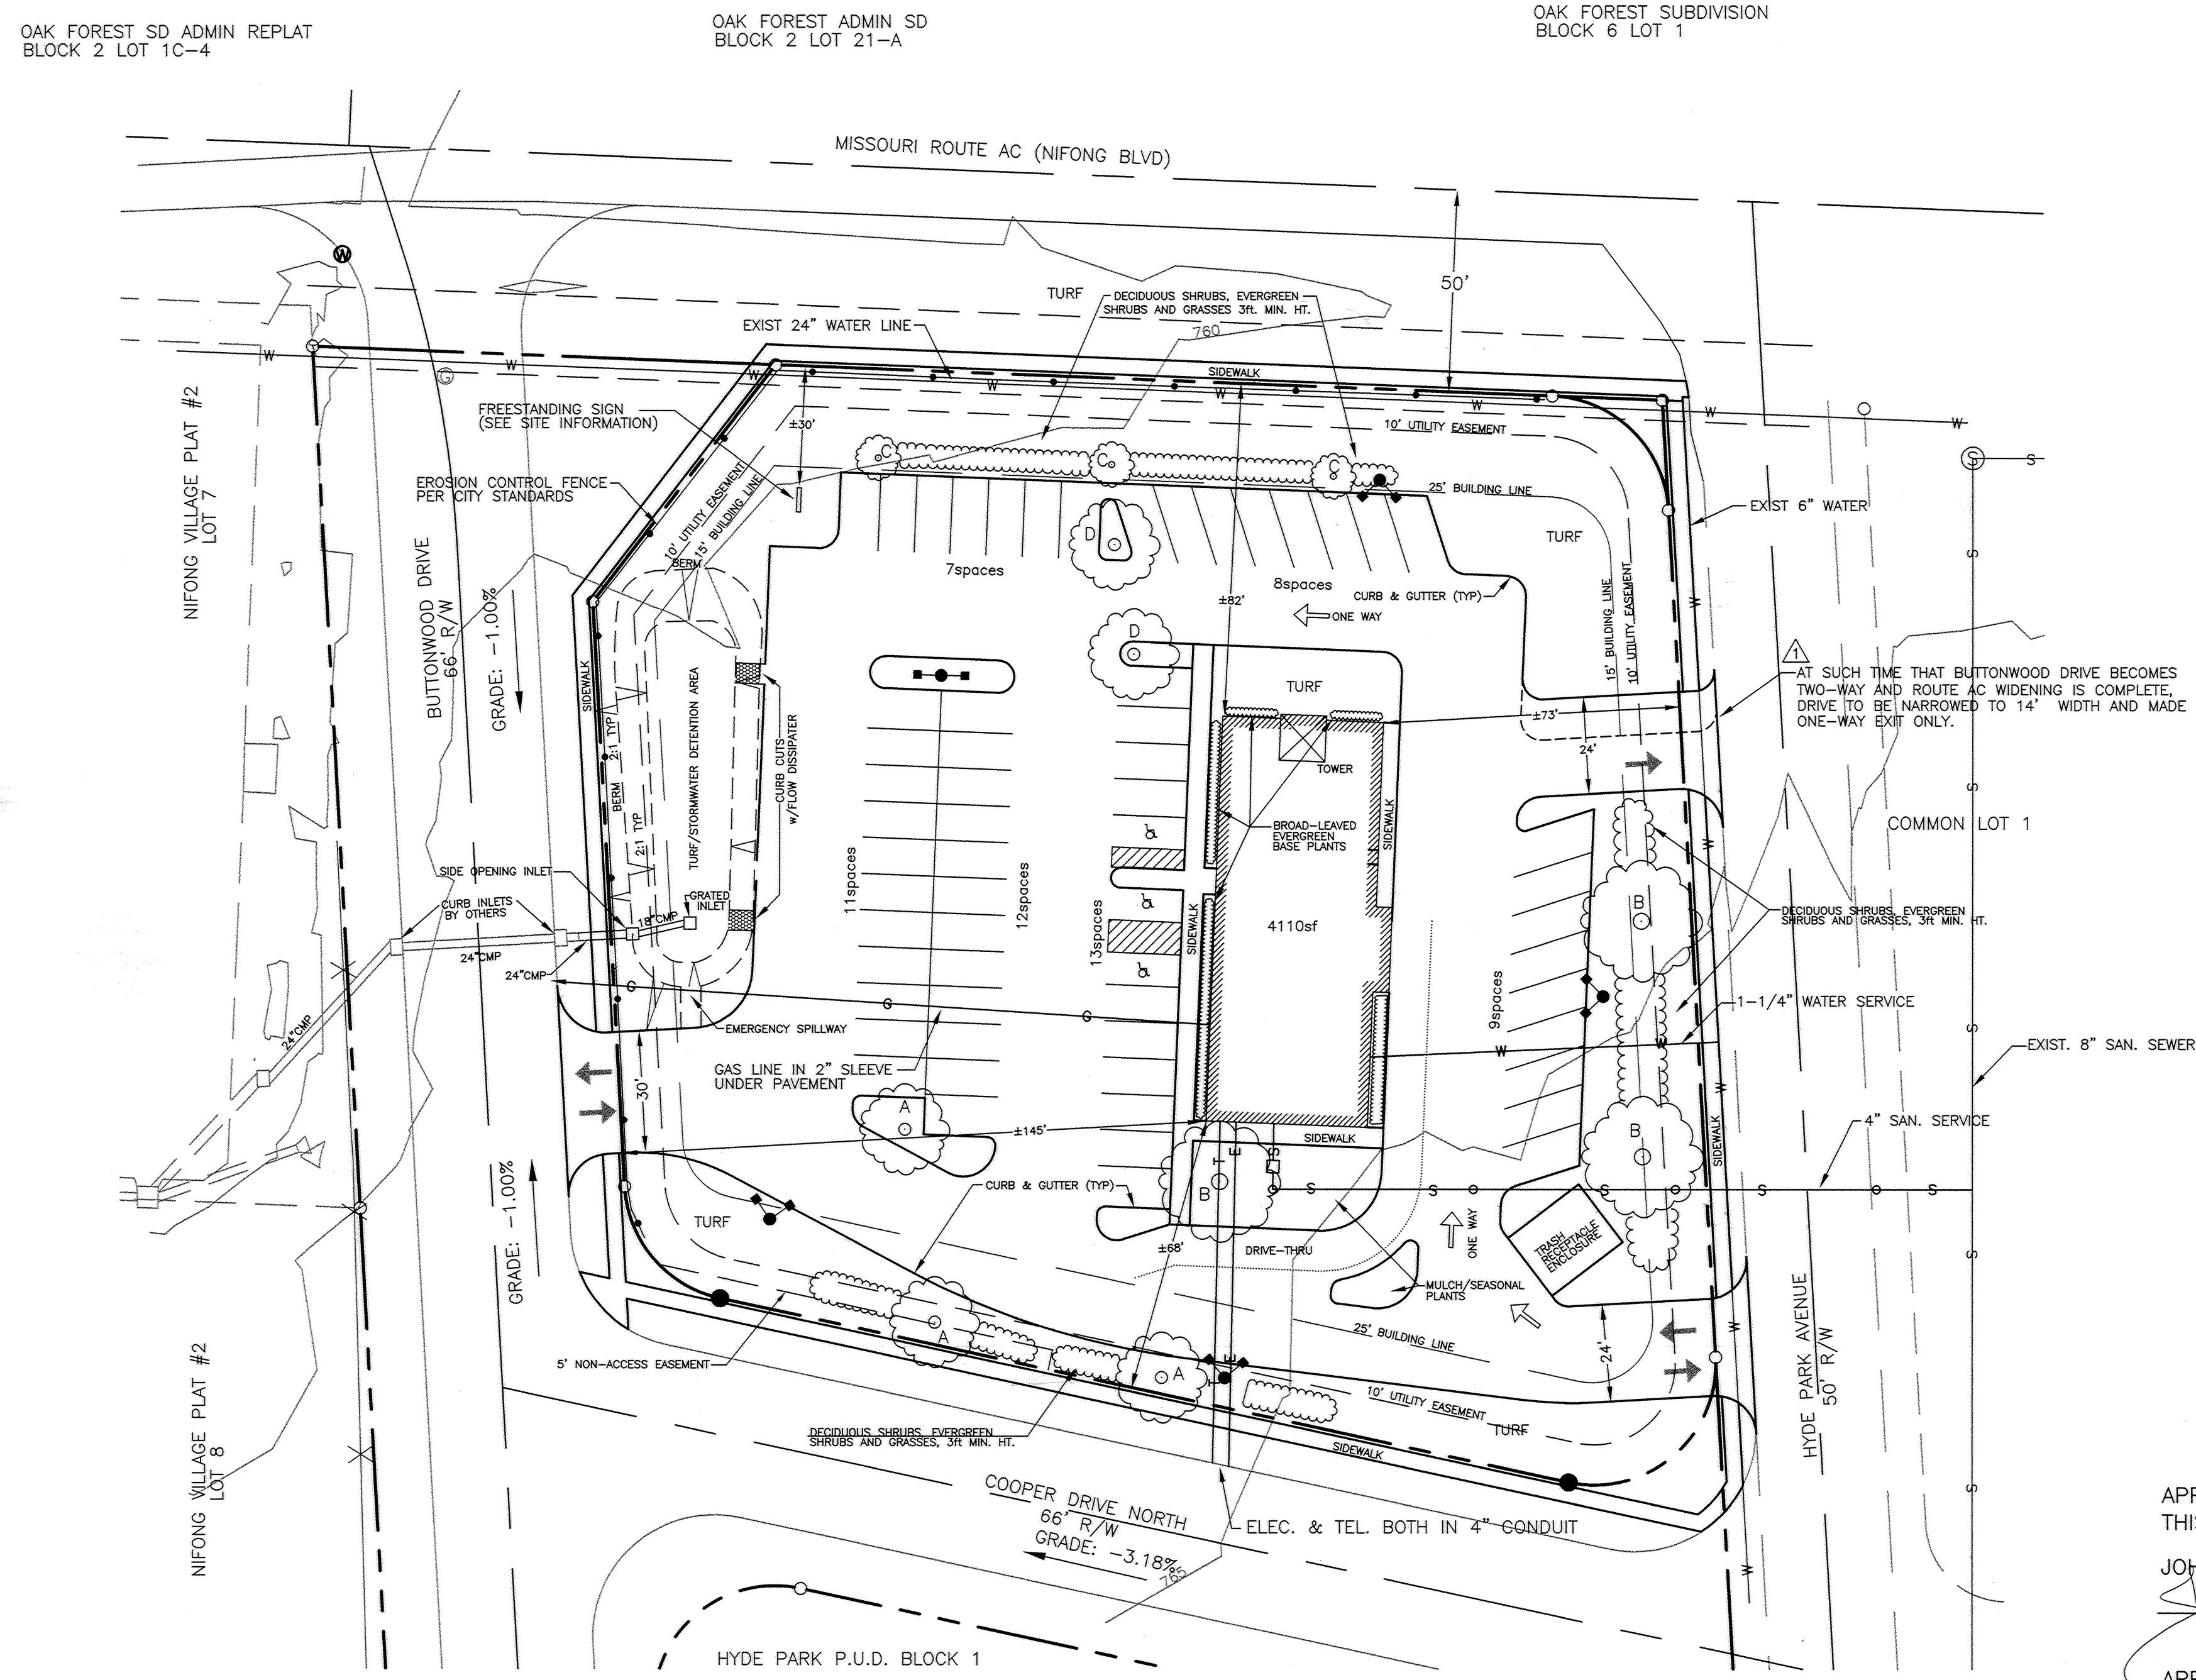 OAK FOREST SD ADMIN REPLAT
BLOCK 2 LOT 1C-4
OAK FOREST ADMIN SD
BLOCK 2 LOT 21-A
OAK FOREST SUBDIVISION
BLOCK 6 LOT 1
MISSOURI ROUTE AC (NIFONG BLVD)
W
50'
TURF
DECIDUOUS SHRUBS, EVERGREEN
SHRUBS AND GRASSES 3ft. MIN. HT.
760
EXIST 24" WATER LINE
W
W
W
W
W
W
W
W
G
SIDEWALK
FREESTANDING SIGN
(SEE SITE INFORMATION)
±30'
10' UTILITY EASEMENT
C
C
C
S
S
NIFONG VILLAGE PLAT #2
LOT 7
EROSION CONTROL FENCE
PER CITY STANDARDS
10' UTILITY EASEMENT
15' BUILDING LINE
25' BUILDING LINE
EXIST 6" WATER
TURF
D
BUTTONWOOD DRIVE
66' R/W
GRADE: -1.00%
BERM
7spaces
8spaces
±82'
CURB & GUTTER (TYP)
ONE WAY
15' BUILDING LINE
10' UTILITY EASEMENT
S
W
D
SIDEWALK
TURF
1
AT SUCH TIME THAT BUTTONWOOD DRIVE BECOMES
TWO-WAY AND ROUTE AC WIDENING IS COMPLETE,
DRIVE TO BE NARROWED TO 14' WIDTH AND MADE
ONE-WAY EXIT ONLY.
±73'
24'
2:1 TYP
BERM
2:1 TYP
TURF/STORMWATER DETENTION AREA
CURB CUTS
w/FLOW DISSIPATER
TOWER
SIDEWALK
BROAD-LEAVED
EVERGREEN
BASE PLANTS
S
W
COMMON LOT 1
SIDE OPENING INLET
CURB INLETS
BY OTHERS
GRATED
INLET
18"CMP
11spaces
12spaces
13spaces
SIDEWALK
4110sf
B
DECIDUOUS SHRUBS, EVERGREEN
SHRUBS AND GRASSES, 3ft MIN. HT.
24"CMP
24"CMP
G
G
G
9spaces
1-1/4" WATER SERVICE
24"CMP
EMERGENCY SPILLWAY
GAS LINE IN 2" SLEEVE
UNDER PAVEMENT
W
W
W
S
EXIST. 8" SAN. SEWER
30'
A
±145'
SIDEWALK
B
SIDEWALK
4" SAN. SERVICE
GRADE: -1.00%
T
E
S
CURB & GUTTER (TYP)
B
S
S
S
S
S
TURF
±68'
DRIVE-THRU
ONE WAY
TRASH
RECEPTACLE
ENCLOSURE
S
MULCH/SEASONAL
PLANTS
HYDE PARK AVENUE
50' R/W
W
A
5' NON-ACCESS EASEMENT
25' BUILDING LINE
24'
A
E
T
10' UTILITY EASEMENT
TURF
NIFONG VILLAGE PLAT #2
LOT 8
DECIDUOUS SHRUBS, EVERGREEN
SHRUBS AND GRASSES, 3ft MIN. HT.
SIDEWALK
S
COOPER DRIVE NORTH
66' R/W
GRADE: -3.18%
765
ELEC. & TEL. BOTH IN 4" CONDUIT
W
HYDE PARK P.U.D. BLOCK 1